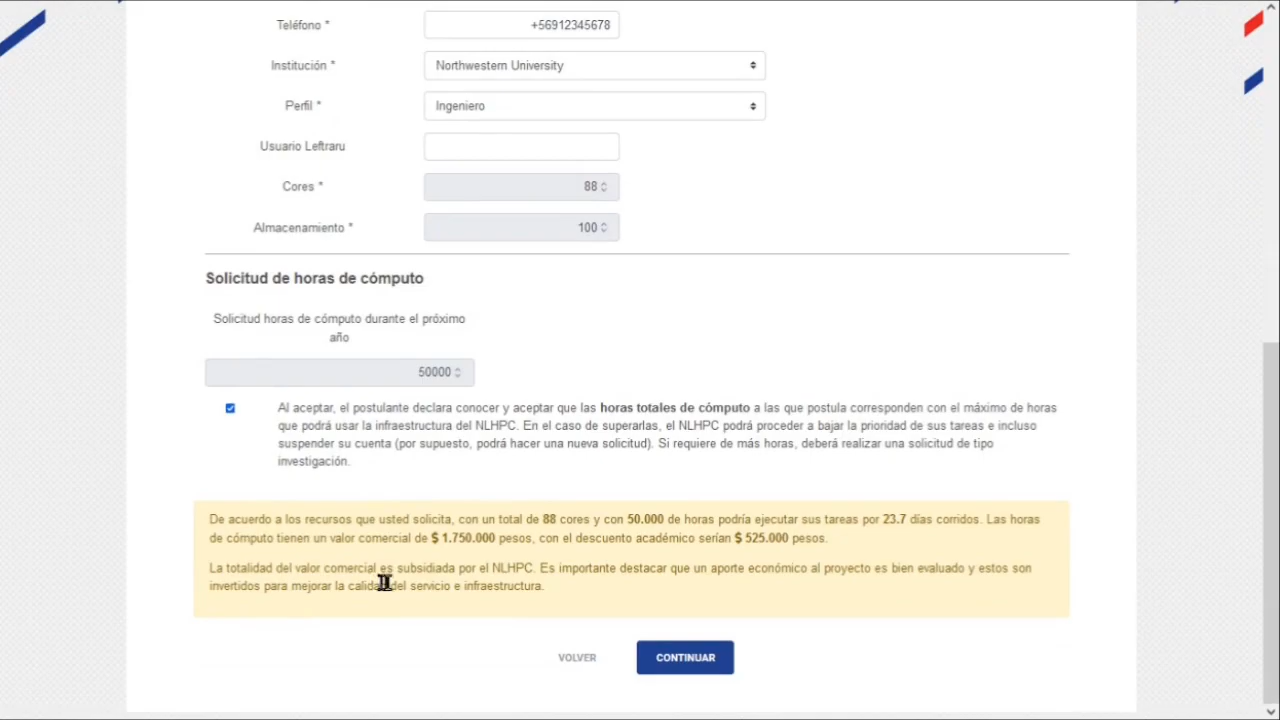 Teléfono *
+56912345678
Institución *
Northwestern University
Perfil *
Ingeniero
Usuario Leftraru
Cores *
88
Almacenamiento *
100
Solicitud de horas de cómputo
Solicitud horas de cómputo durante el próximo
año
50000
Al aceptar, el postulante declara conocer y aceptar que las horas totales de cómputo a las que postula corresponden con el máximo de horas
que podrá usar la infraestructura del NLHPC. En el caso de superarlas, el NLHPC podrá proceder a bajar la prioridad de sus tareas e incluso
suspender su cuenta (por supuesto, podrá hacer una nueva solicitud). Si requiere de más horas, deberá realizar una solicitud de tipo
investigación.
De acuerdo a los recursos que usted solicita, con un total de 88 cores y con 50.000 de horas podría ejecutar sus tareas por 23.7 días corridos. Las horas
de cómputo tienen un valor comercial de $ 1.750.000 pesos, con el descuento académico serían $ 525.000 pesos.
La totalidad del valor comercial es subsidiada por el NLHPC. Es importante destacar que un aporte económico al proyecto es bien evaluado y estos son
invertidos para mejorar la calidad del servicio e infraestructura.
VOLVER
CONTINUAR